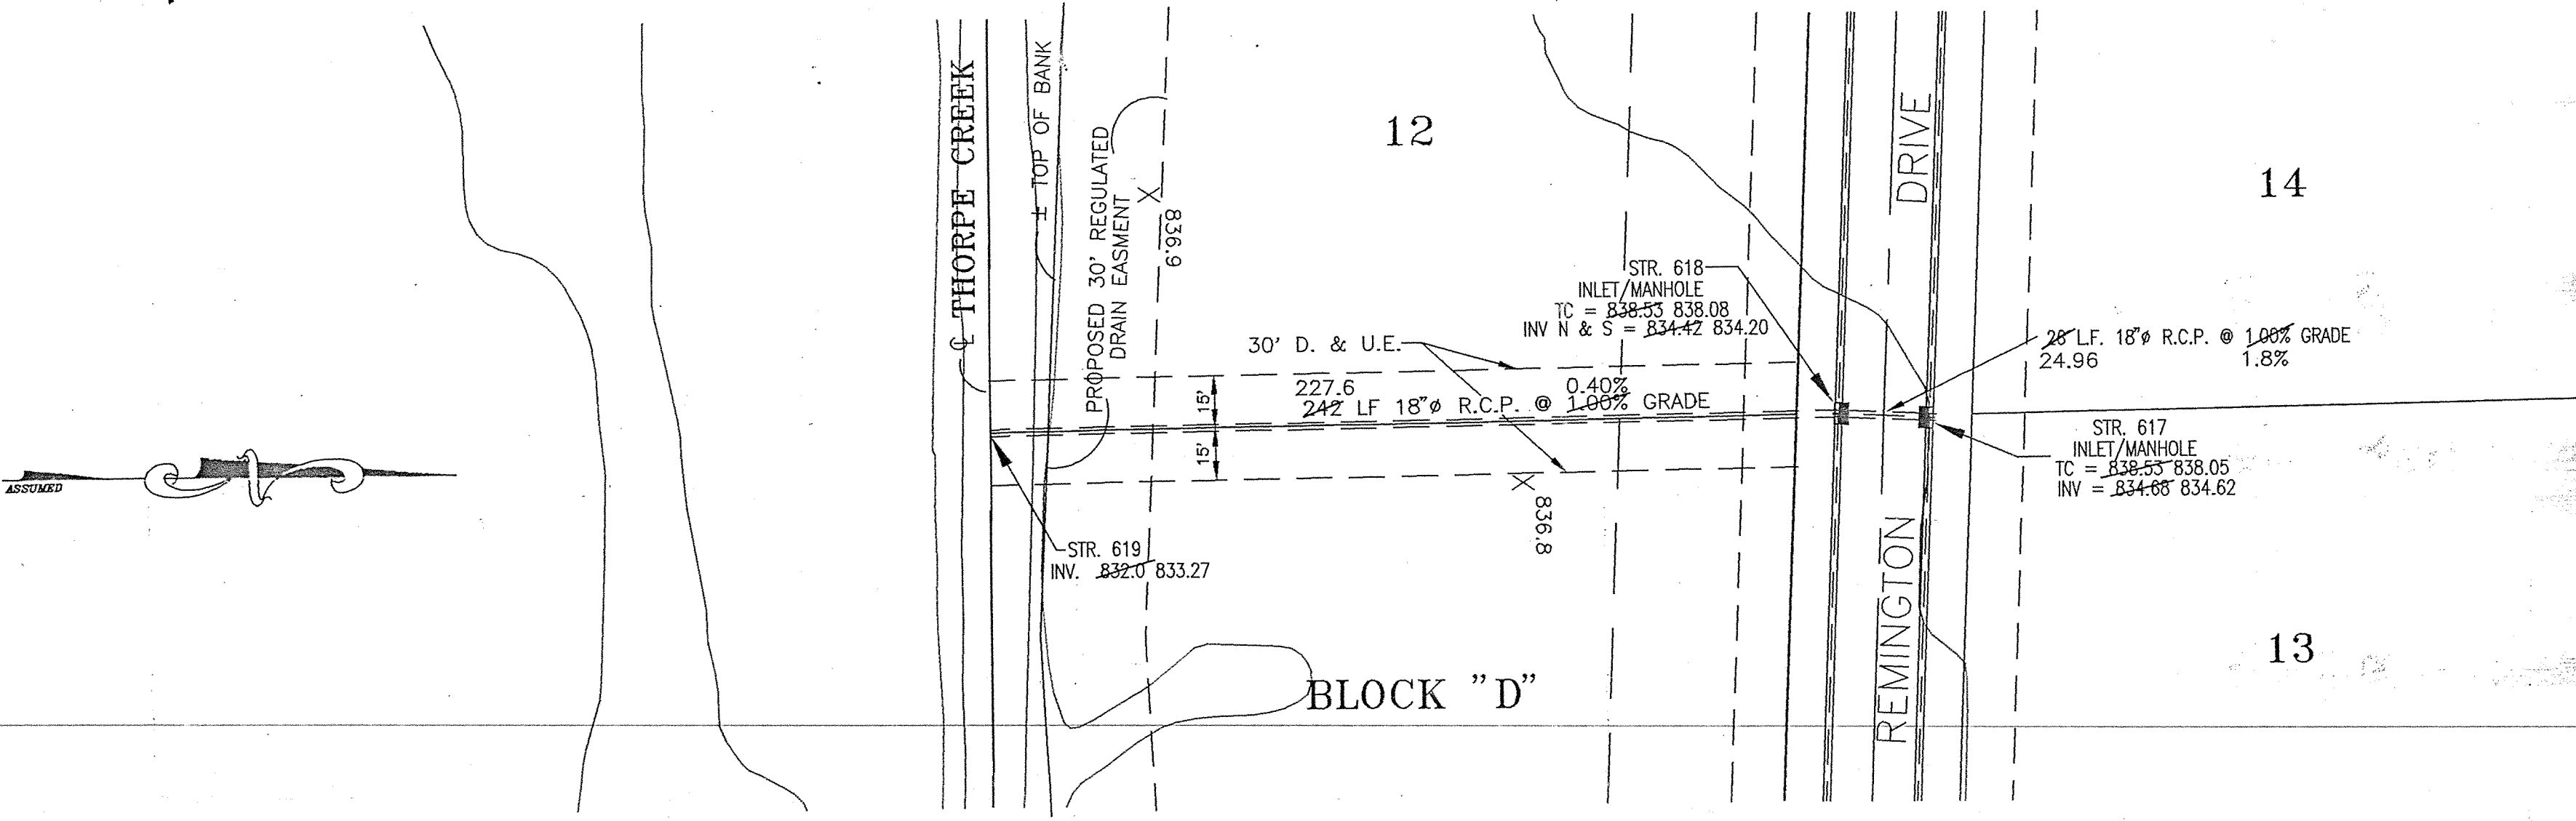 ASSUMED
℄ THORPE CREEK
± TOP OF BANK
PROPOSED 30' REGULATED
DRAIN EASMENT
836.9
12
30' D. & U.E.
15'
15'
227.6 0.40%
242 LF 18"ø R.C.P. @ 1.00% GRADE
STR. 618
INLET/MANHOLE
TC = 838.53 838.08
INV N & S = 834.42 834.20
STR. 619
INV. 832.0 833.27
836.8
BLOCK "D"
REMINGTON DRIVE
14
26 LF. 18"ø R.C.P. @ 1.00% GRADE
24.96 1.8%
STR. 617
INLET/MANHOLE
TC = 838.53 838.05
INV = 834.68 834.62
13